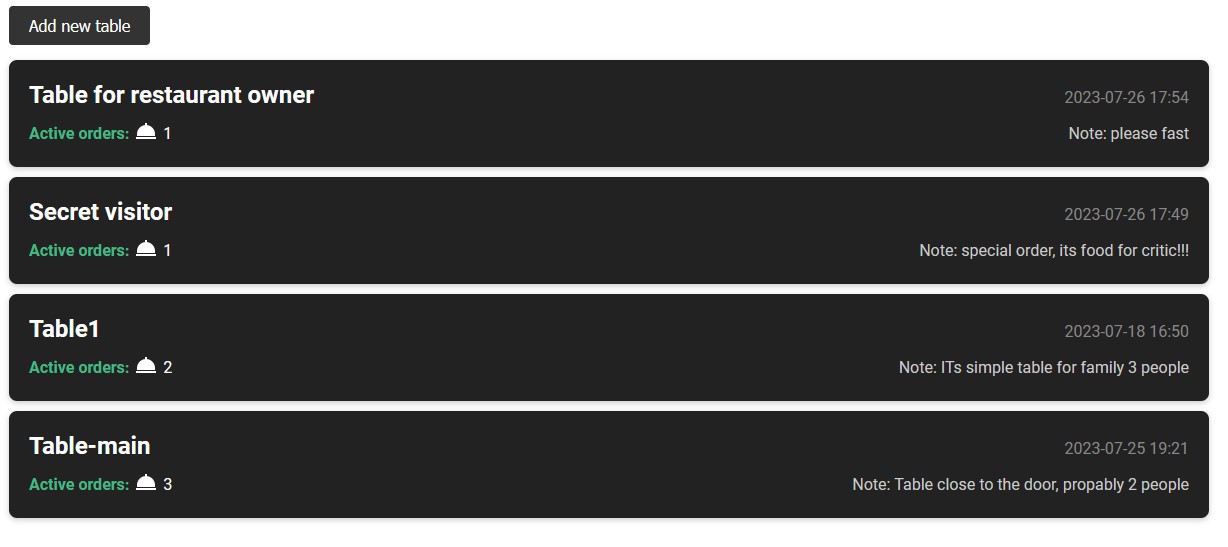 Add new table
Table for restaurant owner
2023-07-26 17:54
Active orders: 1
Note: please fast
Secret visitor
2023-07-26 17:49
Active orders: 1
Note: special order, its food for critic!!!
Table1
2023-07-18 16:50
Active orders: 2
Note: ITs simple table for family 3 people
Table-main
2023-07-25 19:21
Active orders: 3
Note: Table close to the door, propably 2 people